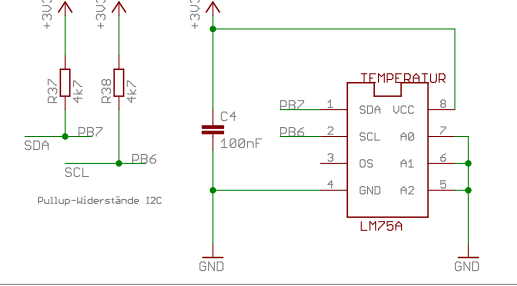 +3V3
+3V3
+3V3
R37
4k7
R38
4k7
PB7
SDA
PB6
SCL
Pullup-Widerstände I2C
C4
100nF
GND
TEMPERATUR
PB7 1 SDA VCC 8
PB6 2 SCL A0 7
3 OS A1 6
4 GND A2 5
LM75A
GND